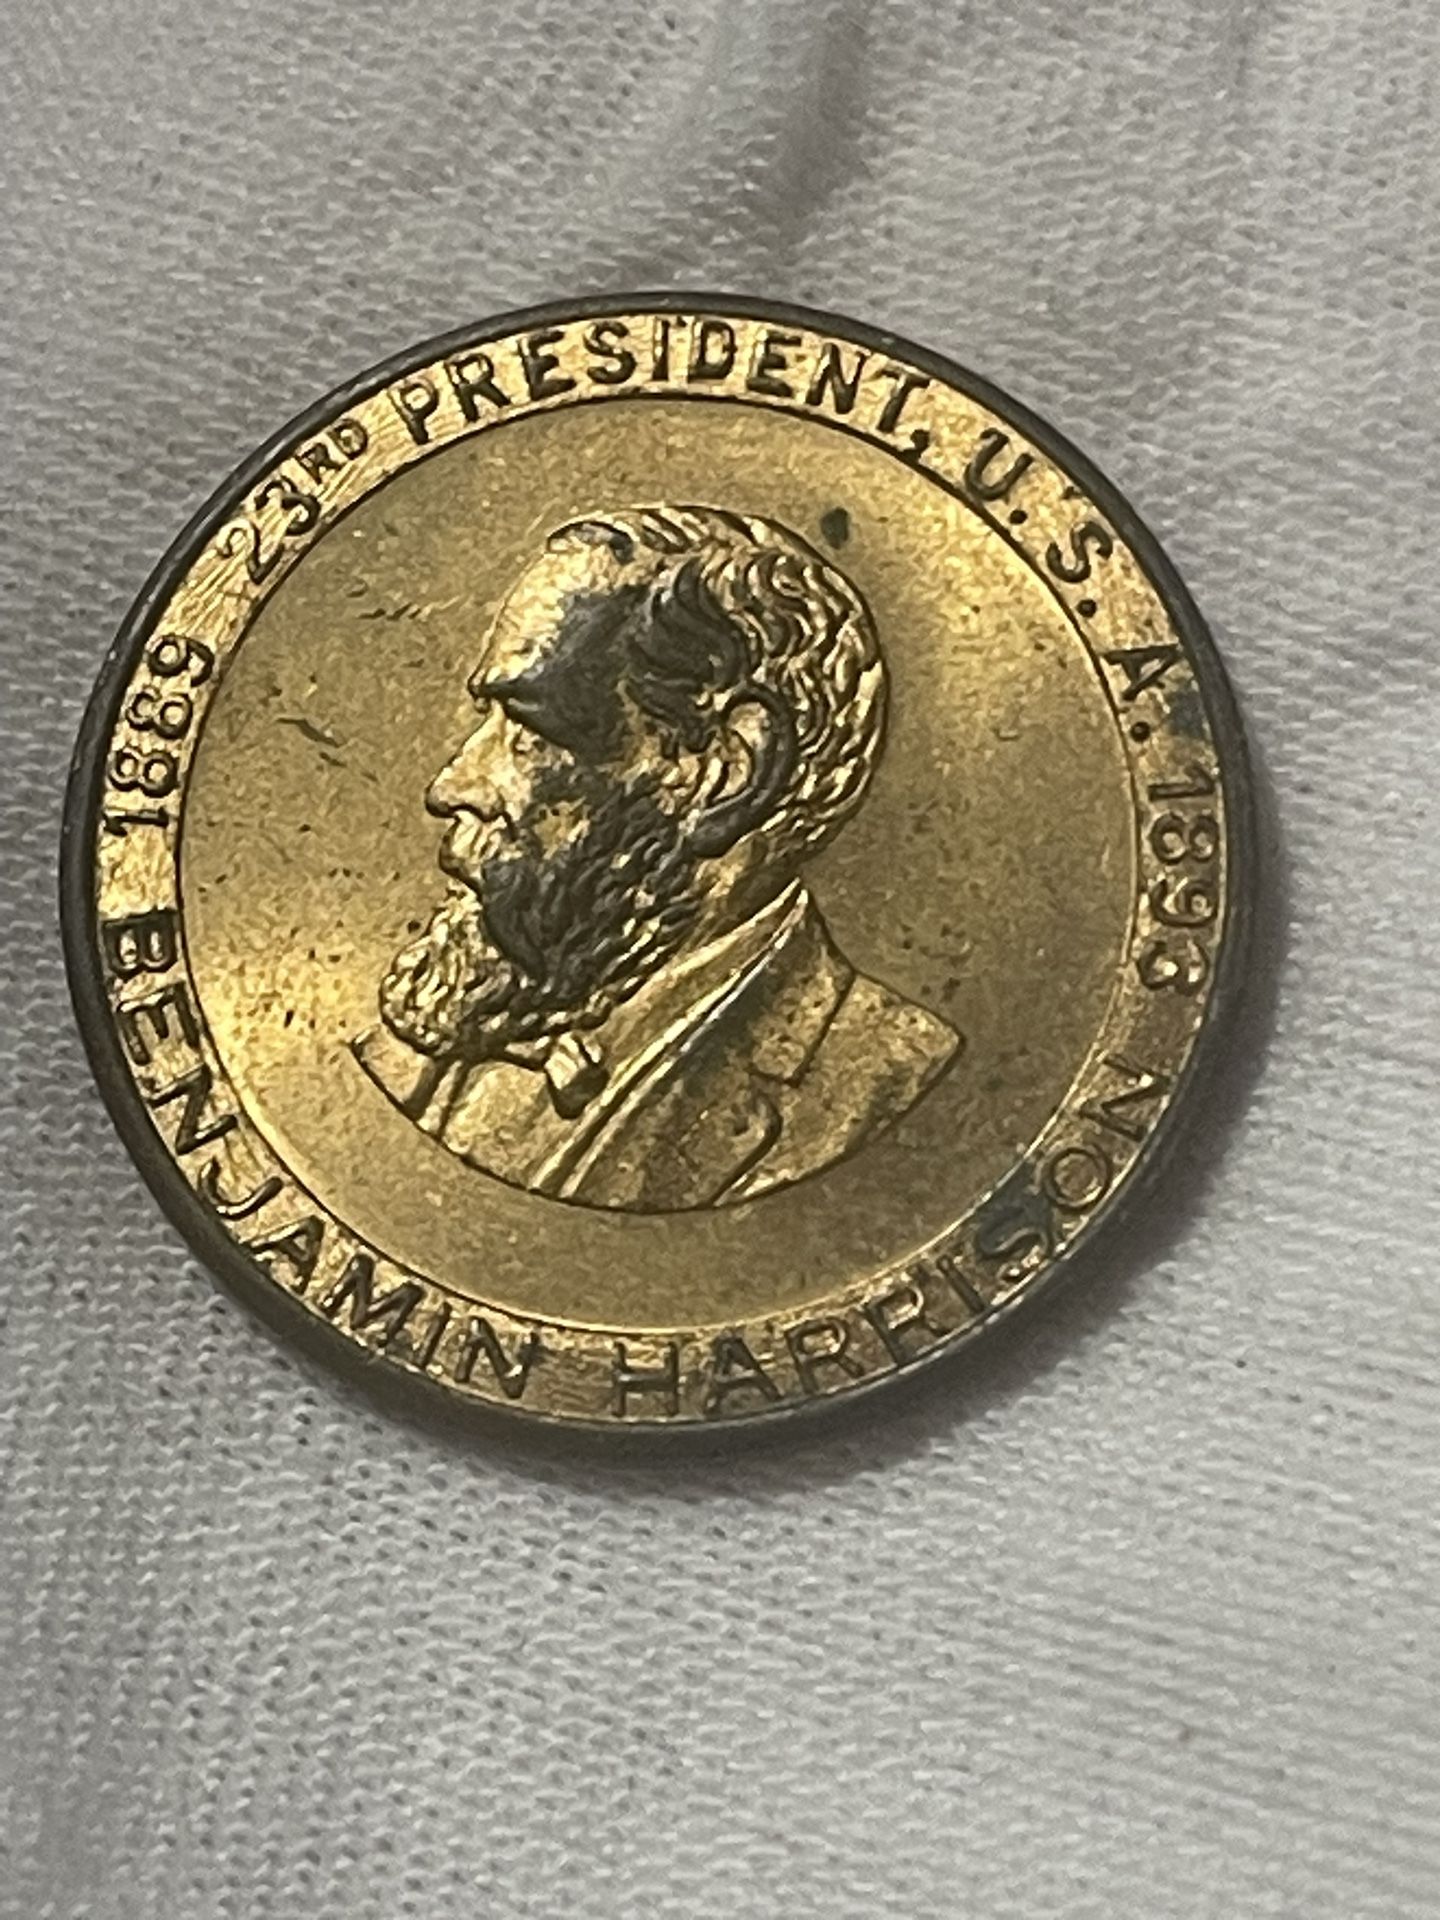 1889 23RD PRESIDENT, U.S.A. 1893
BENJAMIN HARRISON